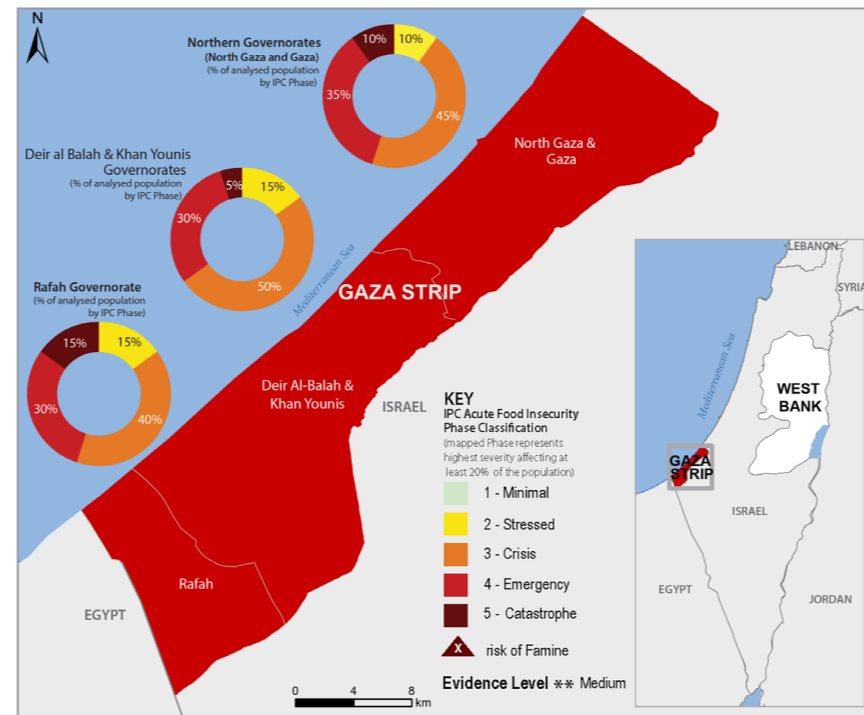 N
Northern Governorates
(North Gaza and Gaza)
(% of analysed population
by IPC Phase)
10%
10%
35%
45%
Deir al Balah & Khan Younis
Governorates
(% of analysed population
by IPC Phase)
5%
15%
30%
50%
Rafah Governorate
(% of analysed population
by IPC Phase)
15%
15%
30%
40%
North Gaza &
Gaza
Mediterranean Sea
GAZA STRIP
Deir Al-Balah &
Khan Younis
ISRAEL
Rafah
EGYPT
0 4 8
km
KEY
IPC Acute Food Insecurity
Phase Classification
(mapped Phase represents
highest severity affecting at
least 20% of the population)
1 - Minimal
2 - Stressed
3 - Crisis
4 - Emergency
5 - Catastrophe
X risk of Famine
Evidence Level ** Medium
LEBANON
SYRIA
Mediterranean Sea
WEST
BANK
GAZA
STRIP
ISRAEL
EGYPT
JORDAN